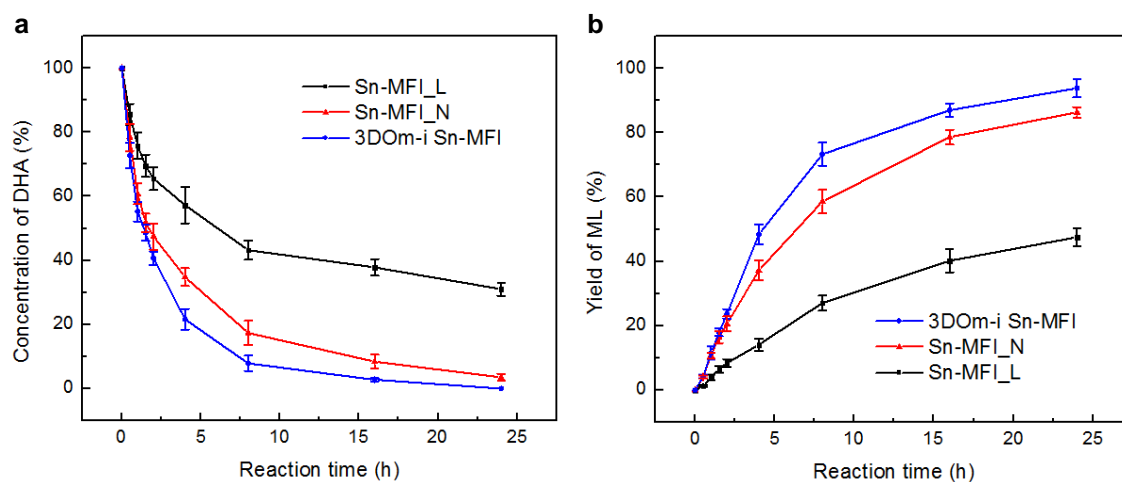 a
100
80
60
40
20
0
Concentration of DHA (%)
Sn-MFI_L
Sn-MFI_N
3DOm-i Sn-MFI
0 5 10 15 20 25
Reaction time (h)
b
100
80
60
40
20
0
Yield of ML (%)
3DOm-i Sn-MFI
Sn-MFI_N
Sn-MFI_L
0 5 10 15 20 25
Reaction time (h)